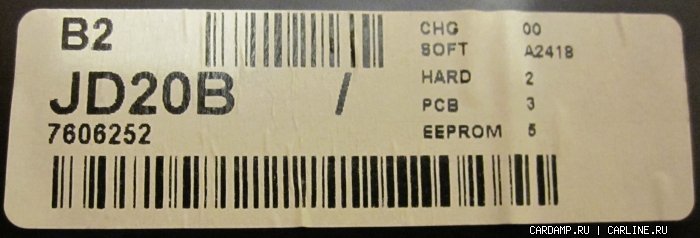 B2
CHG 00
SOFT A241B
HARD 2
PCB 3
EEPROM 5
JD20B /
7606252
CARDAMP.RU | CARLINE.RU